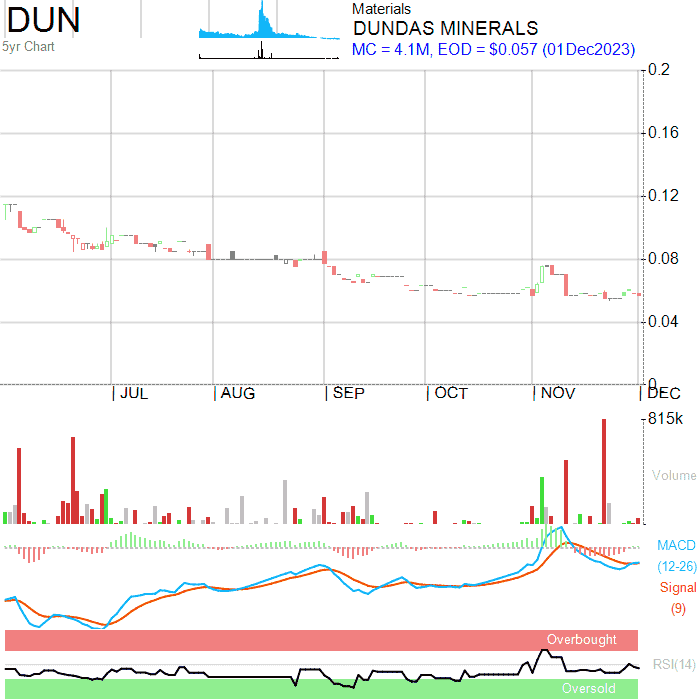 DUN
5yr Chart
Materials
DUNDAS MINERALS
MC = 4.1M, EOD = $0.057 (01Dec2023)
0.2
0.16
0.12
0.08
0.04
0
JUL AUG SEP OCT NOV DEC
815k
Volume
MACD
(12-26)
Signal
(9)
Overbought
RSI(14)
Oversold